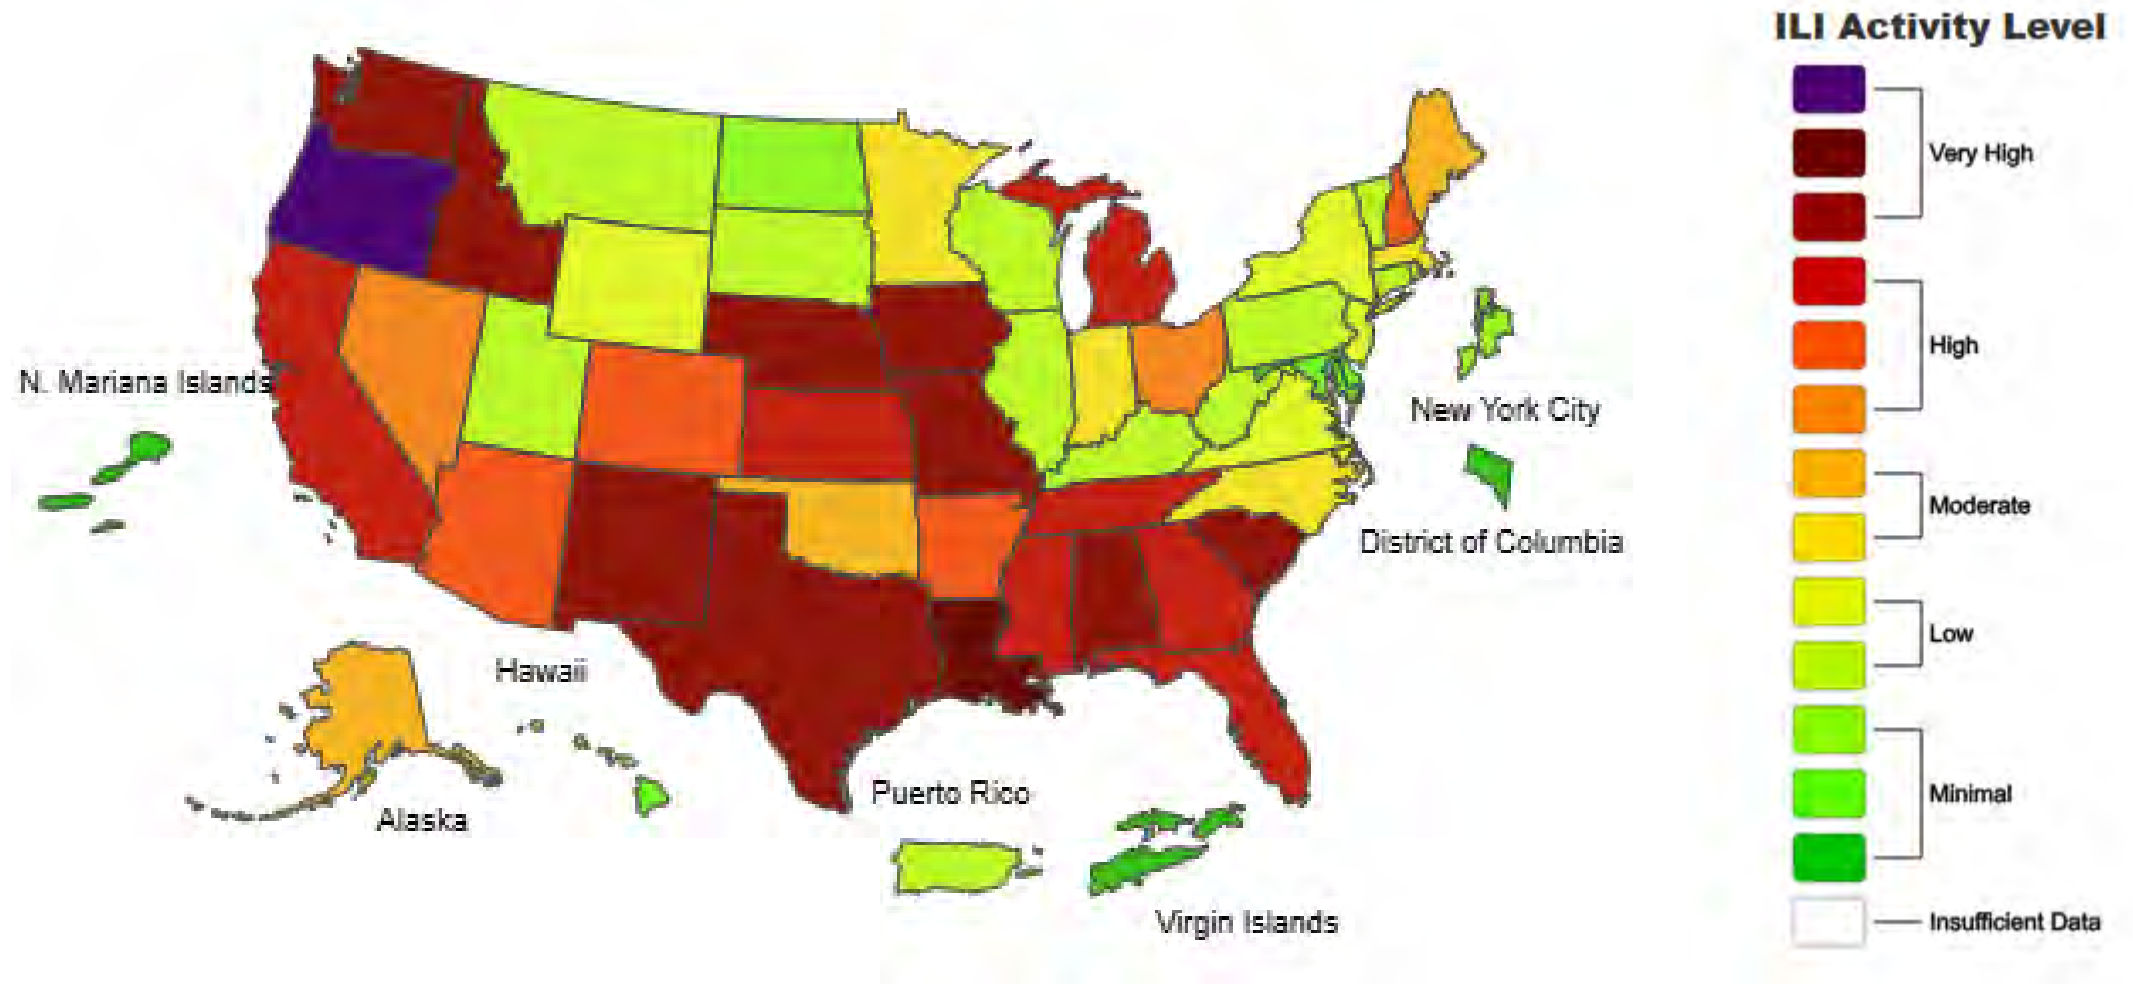 ILI Activity Level
Very High
High
Moderate
Low
Minimal
Insufficient Data
N. Mariana Islands
New York City
District of Columbia
Hawaii
Alaska
Puerto Rico
Virgin Islands